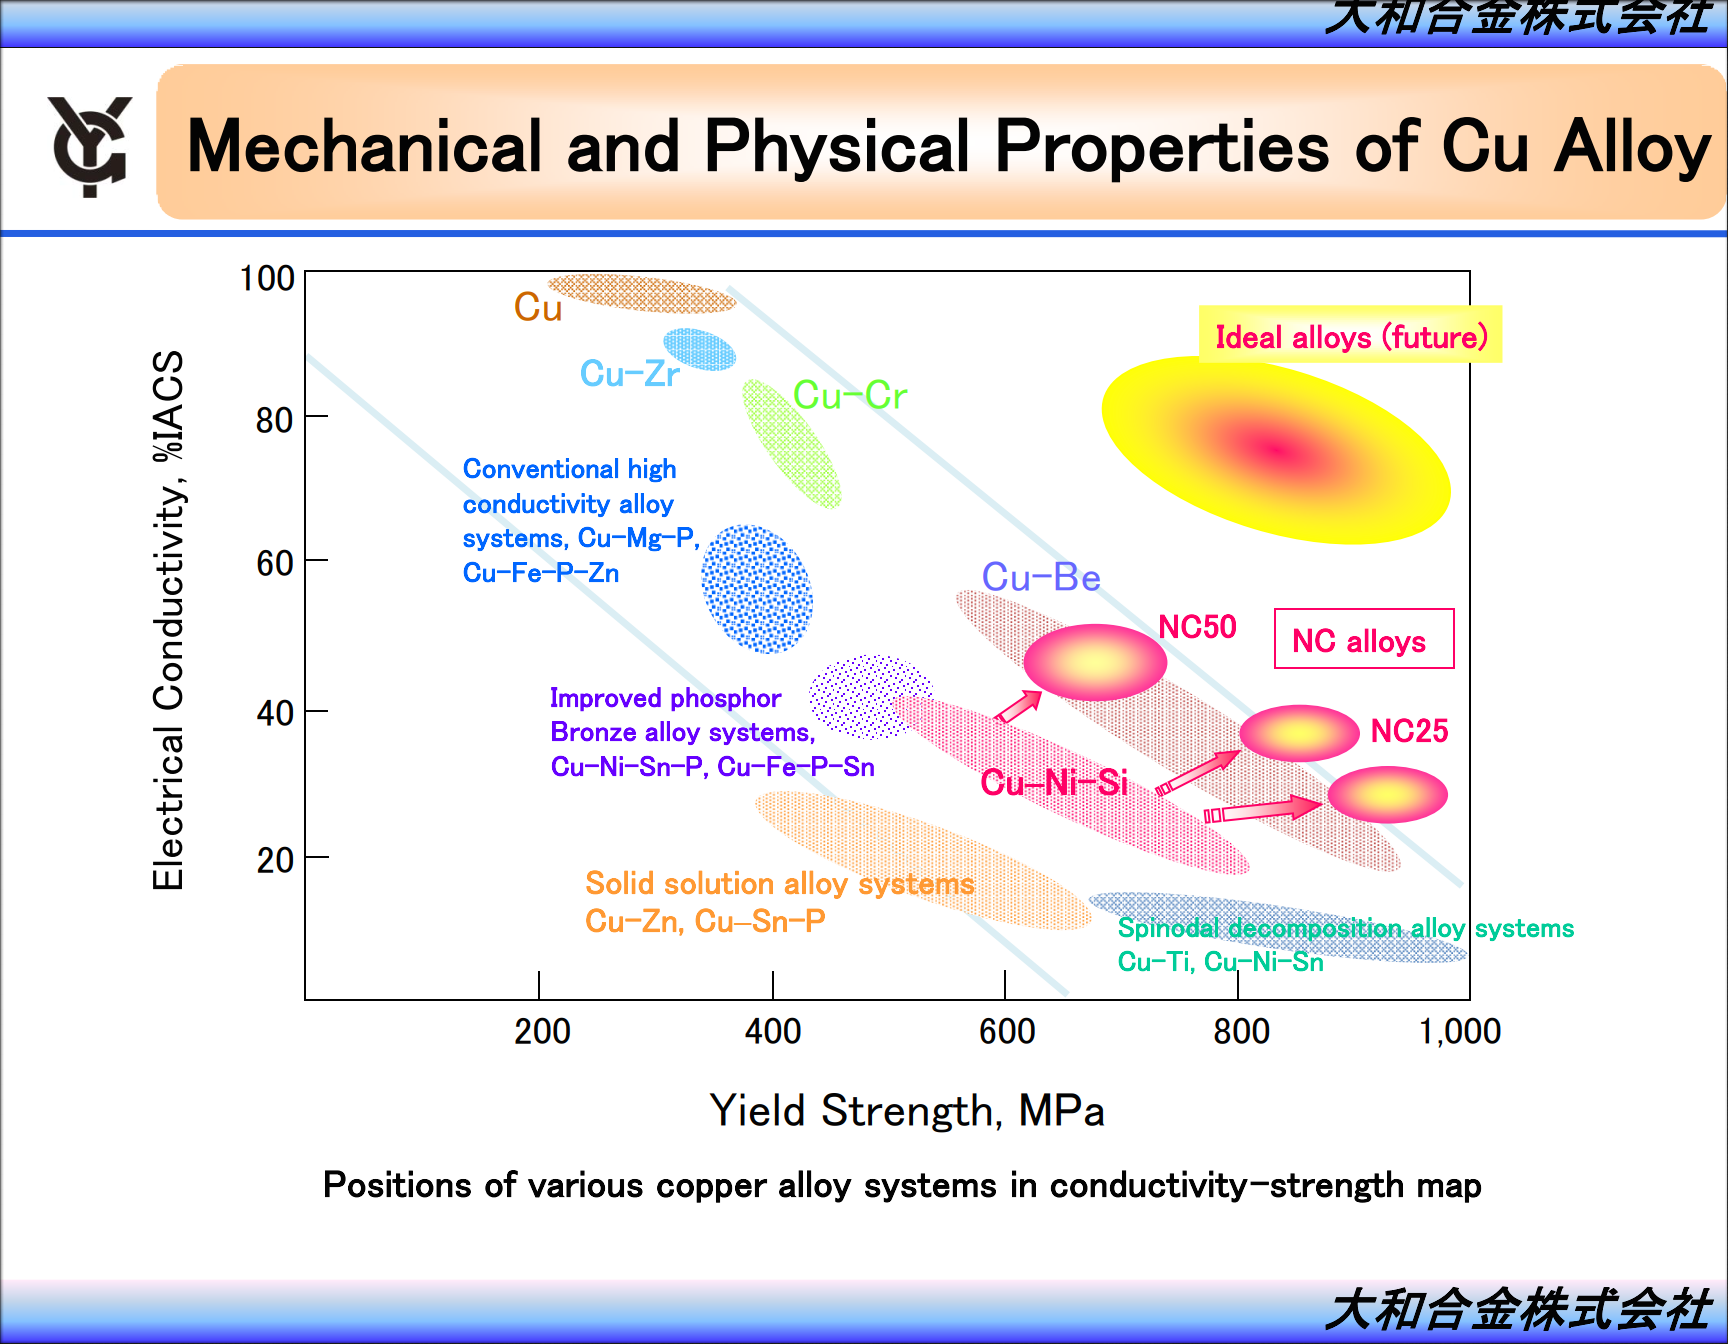 大和合金株式会社
Mechanical and Physical Properties of Cu Alloy
100
80
60
40
20
Electrical Conductivity, %IACS
Cu
Cu-Zr
Cu-Cr
Ideal alloys (future)
Conventional high
conductivity alloy
systems, Cu-Mg-P,
Cu-Fe-P-Zn
Cu-Be
NC50
NC alloys
Improved phosphor
Bronze alloy systems,
Cu-Ni-Sn-P, Cu-Fe-P-Sn
NC25
Cu–Ni-Si
Solid solution alloy systems
Cu-Zn, Cu–Sn-P
Spinodal decomposition alloy systems
Cu-Ti, Cu-Ni-Sn
200
400
600
800
1,000
Yield Strength, MPa
Positions of various copper alloy systems in conductivity-strength map
大和合金株式会社